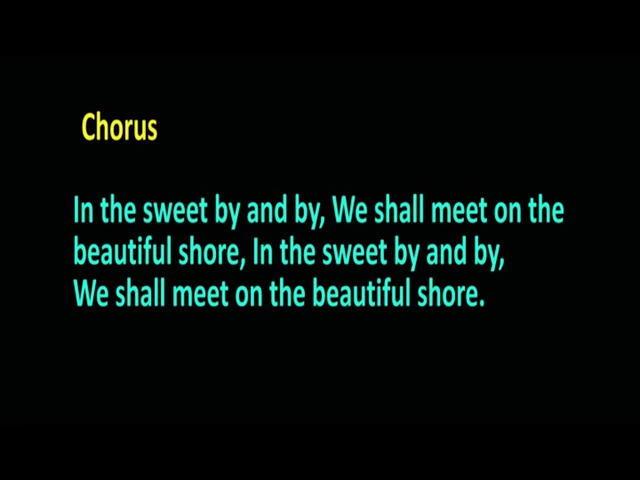 Chorus
In the sweet by and by, We shall meet on the
beautiful shore, In the sweet by and by,
We shall meet on the beautiful shore.